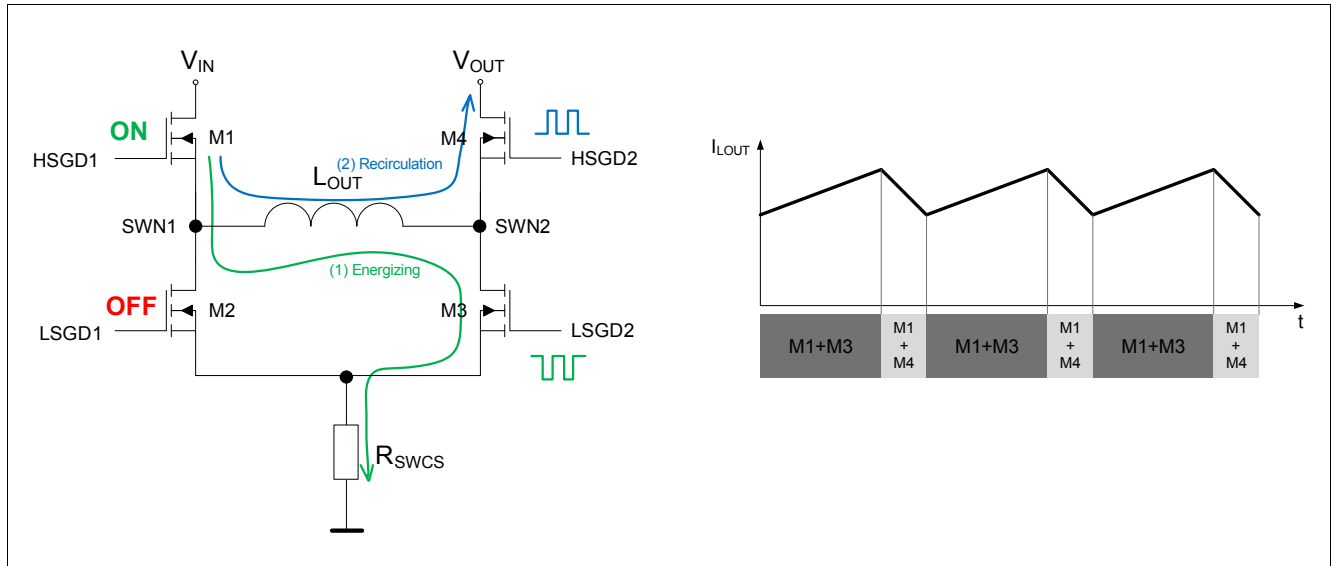 VIN
VOUT
ON
M1
M4
HSGD1
HSGD2
(2) Recirculation
LOUT
SWN1
SWN2
(1) Energizing
OFF
M2
M3
LSGD1
LSGD2
RSWCS
ILOUT
t
M1+M3
M1
+
M4
M1+M3
M1
+
M4
M1+M3
M1
+
M4